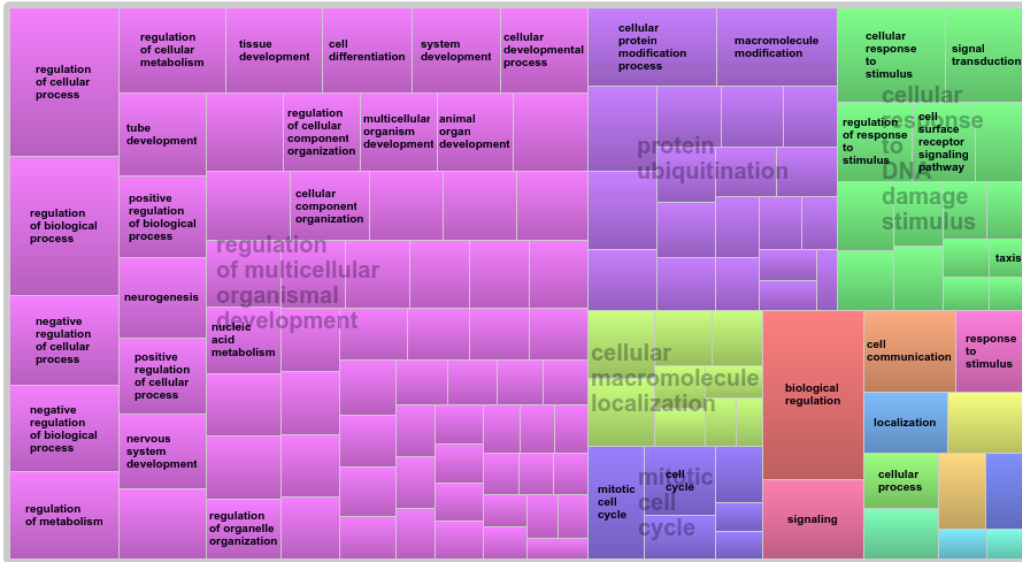 regulation
of cellular
process
regulation
of biological
process
negative
regulation
of cellular
process
negative
regulation
of biological
process
regulation
of metabolism
regulation
of cellular
metabolism
tissue
development
cell
differentiation
system
development
cellular
developmental
process
tube
development
regulation
of cellular
component
organization
multicellular
organism
development
animal
organ
development
positive
regulation
of biological
process
cellular
component
organization
neurogenesis
regulation
of multicellular
organismal
development
nucleic
acid
metabolism
positive
regulation
of cellular
process
nervous
system
development
regulation
of organelle
organization
cellular
protein
modification
process
macromolecule
modification
protein
ubiquitination
cellular
response
to
stimulus
signal
transduction
regulation
of response
to
stimulus
cell
surface
receptor
signaling
pathway
cellular
response
to
DNA
damage
stimulus
taxis
cellular
macromolecule
localization
mitotic
cell
cycle
cell
cycle
mitotic
cell
cycle
biological
regulation
signaling
cell
communication
response
to
stimulus
localization
cellular
process